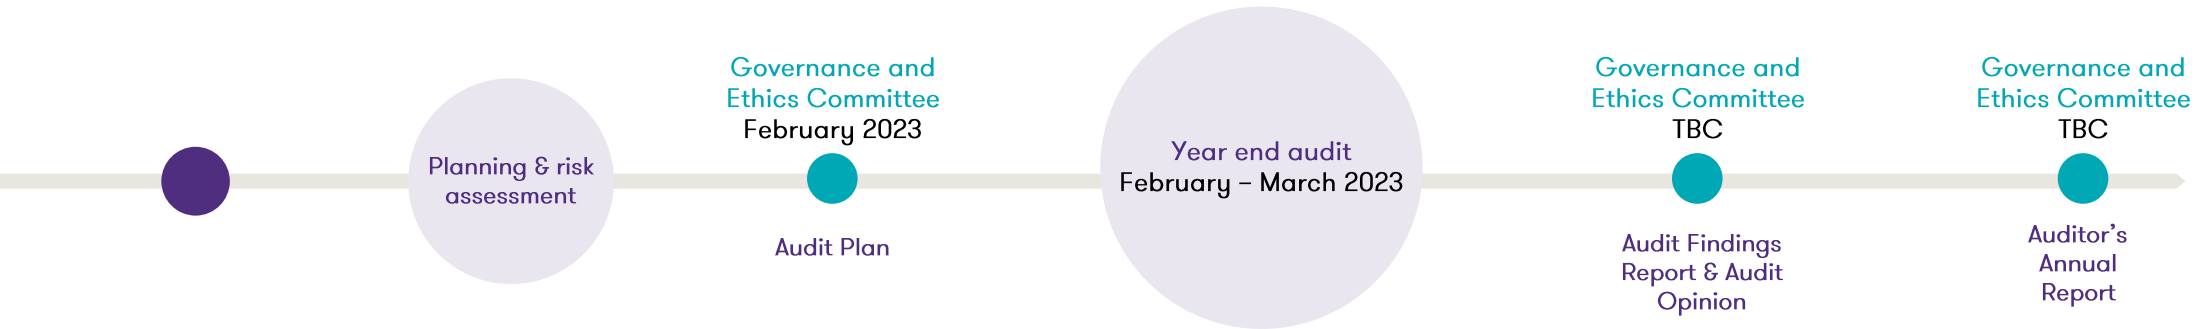 Planning & risk
assessment
Governance and
Ethics Committee
February 2023
Audit Plan
Year end audit
February – March 2023
Governance and
Ethics Committee
TBC
Audit Findings
Report & Audit
Opinion
Governance and
Ethics Committee
TBC
Auditor’s
Annual
Report